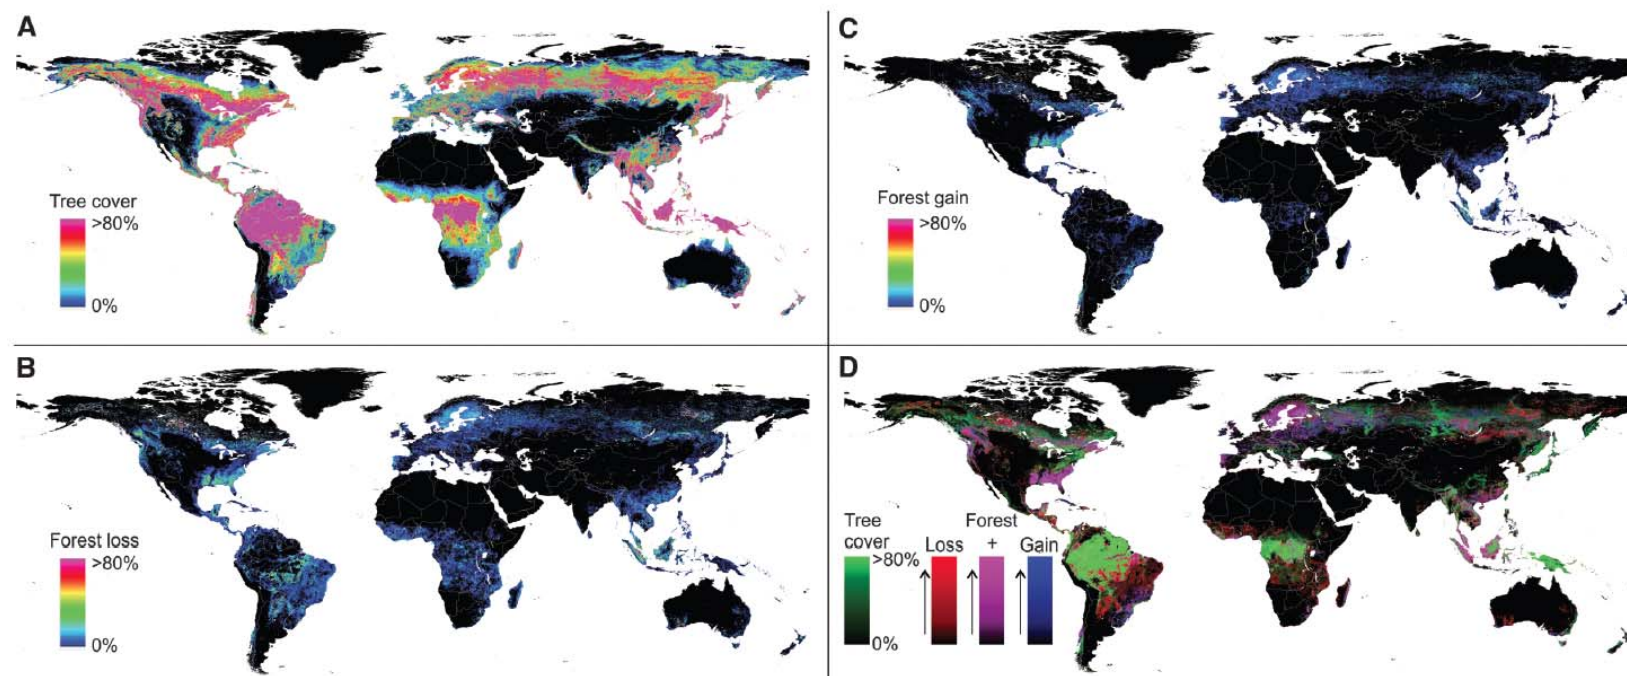 A
Tree cover
>80%
0%
B
Forest loss
>80%
0%
C
Forest gain
>80%
0%
D
Tree
cover
>80%
0%
Forest
Loss + Gain